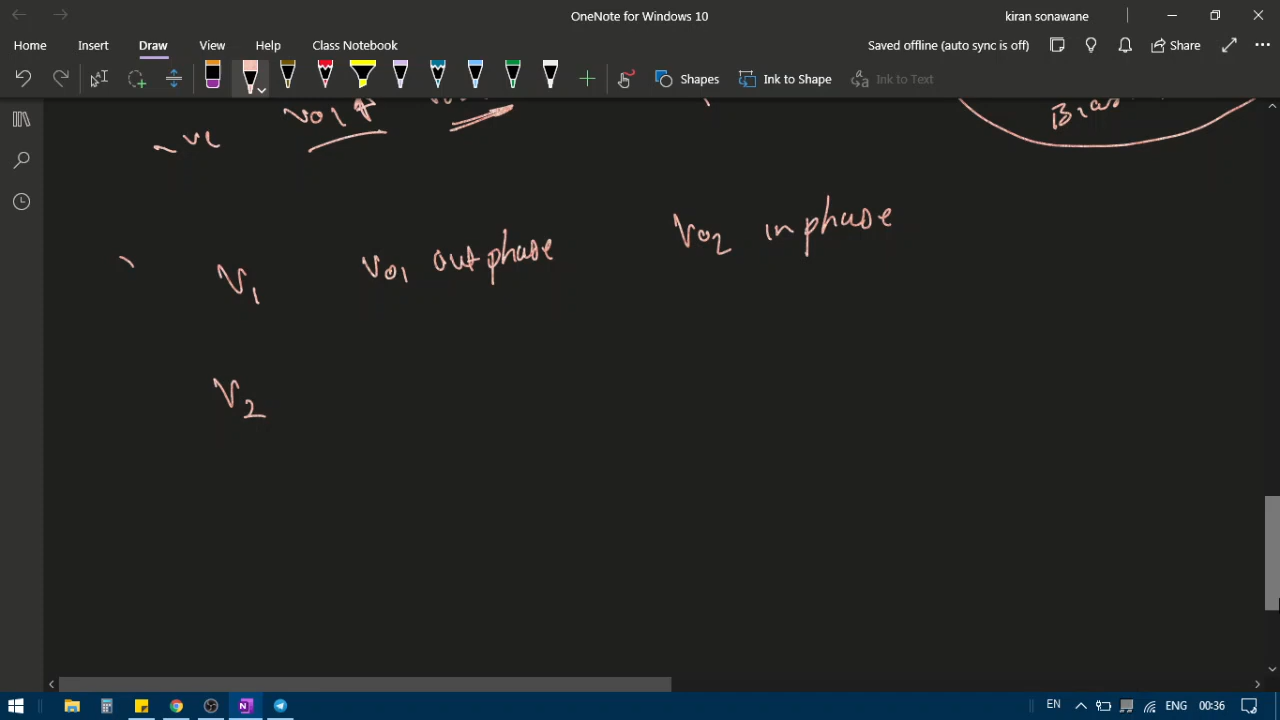 OneNote for Windows 10
kiran sonawane
Home Insert Draw View Help Class Notebook
Saved offline (auto sync is off)
Share
Shapes
Ink to Shape
Ink to Text
-ve
Vo1
Bias
V1 Vo1 out phase Vo2 in phase
V2
EN
ENG
00:36